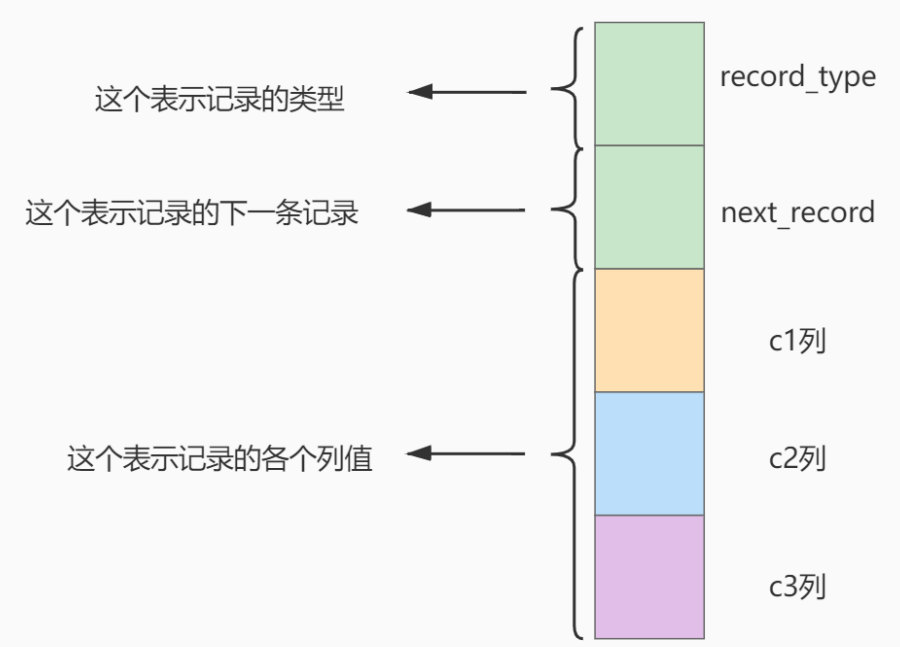 这个表示记录的类型
record_type
这个表示记录的下一条记录
next_record
c1列
这个表示记录的各个列值
c2列
c3列